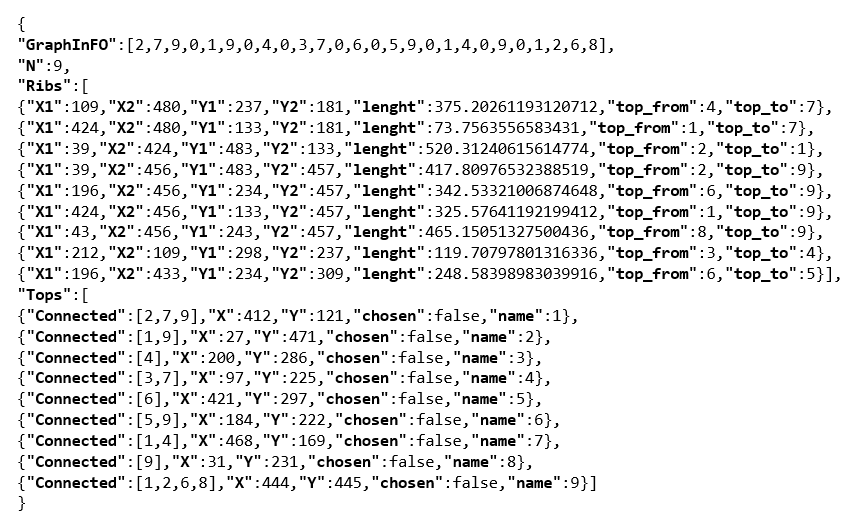 {
"GraphInFO":[2,7,9,0,1,9,0,4,0,3,7,0,6,0,5,9,0,1,4,0,9,0,1,2,6,8],
"N":9,
"Ribs":[
{"X1":109,"X2":480,"Y1":237,"Y2":181,"lenght":375.20261193120712,"top_from":4,"top_to":7},
{"X1":424,"X2":480,"Y1":133,"Y2":181,"lenght":73.7563556583431,"top_from":1,"top_to":7},
{"X1":39,"X2":424,"Y1":483,"Y2":133,"lenght":520.31240615614774,"top_from":2,"top_to":1},
{"X1":39,"X2":456,"Y1":483,"Y2":457,"lenght":417.80976532388519,"top_from":2,"top_to":9},
{"X1":196,"X2":456,"Y1":234,"Y2":457,"lenght":342.53321006874648,"top_from":6,"top_to":9},
{"X1":424,"X2":456,"Y1":133,"Y2":457,"lenght":325.57641192199412,"top_from":1,"top_to":9},
{"X1":43,"X2":456,"Y1":243,"Y2":457,"lenght":465.15051327500436,"top_from":8,"top_to":9},
{"X1":212,"X2":109,"Y1":298,"Y2":237,"lenght":119.70797801316336,"top_from":3,"top_to":4},
{"X1":196,"X2":433,"Y1":234,"Y2":309,"lenght":248.58398983039916,"top_from":6,"top_to":5}],
"Tops":[
{"Connected":[2,7,9],"X":412,"Y":121,"chosen":false,"name":1},
{"Connected":[1,9],"X":27,"Y":471,"chosen":false,"name":2},
{"Connected":[4],"X":200,"Y":286,"chosen":false,"name":3},
{"Connected":[3,7],"X":97,"Y":225,"chosen":false,"name":4},
{"Connected":[6],"X":421,"Y":297,"chosen":false,"name":5},
{"Connected":[5,9],"X":184,"Y":222,"chosen":false,"name":6},
{"Connected":[1,4],"X":468,"Y":169,"chosen":false,"name":7},
{"Connected":[9],"X":31,"Y":231,"chosen":false,"name":8},
{"Connected":[1,2,6,8],"X":444,"Y":445,"chosen":false,"name":9}]
}